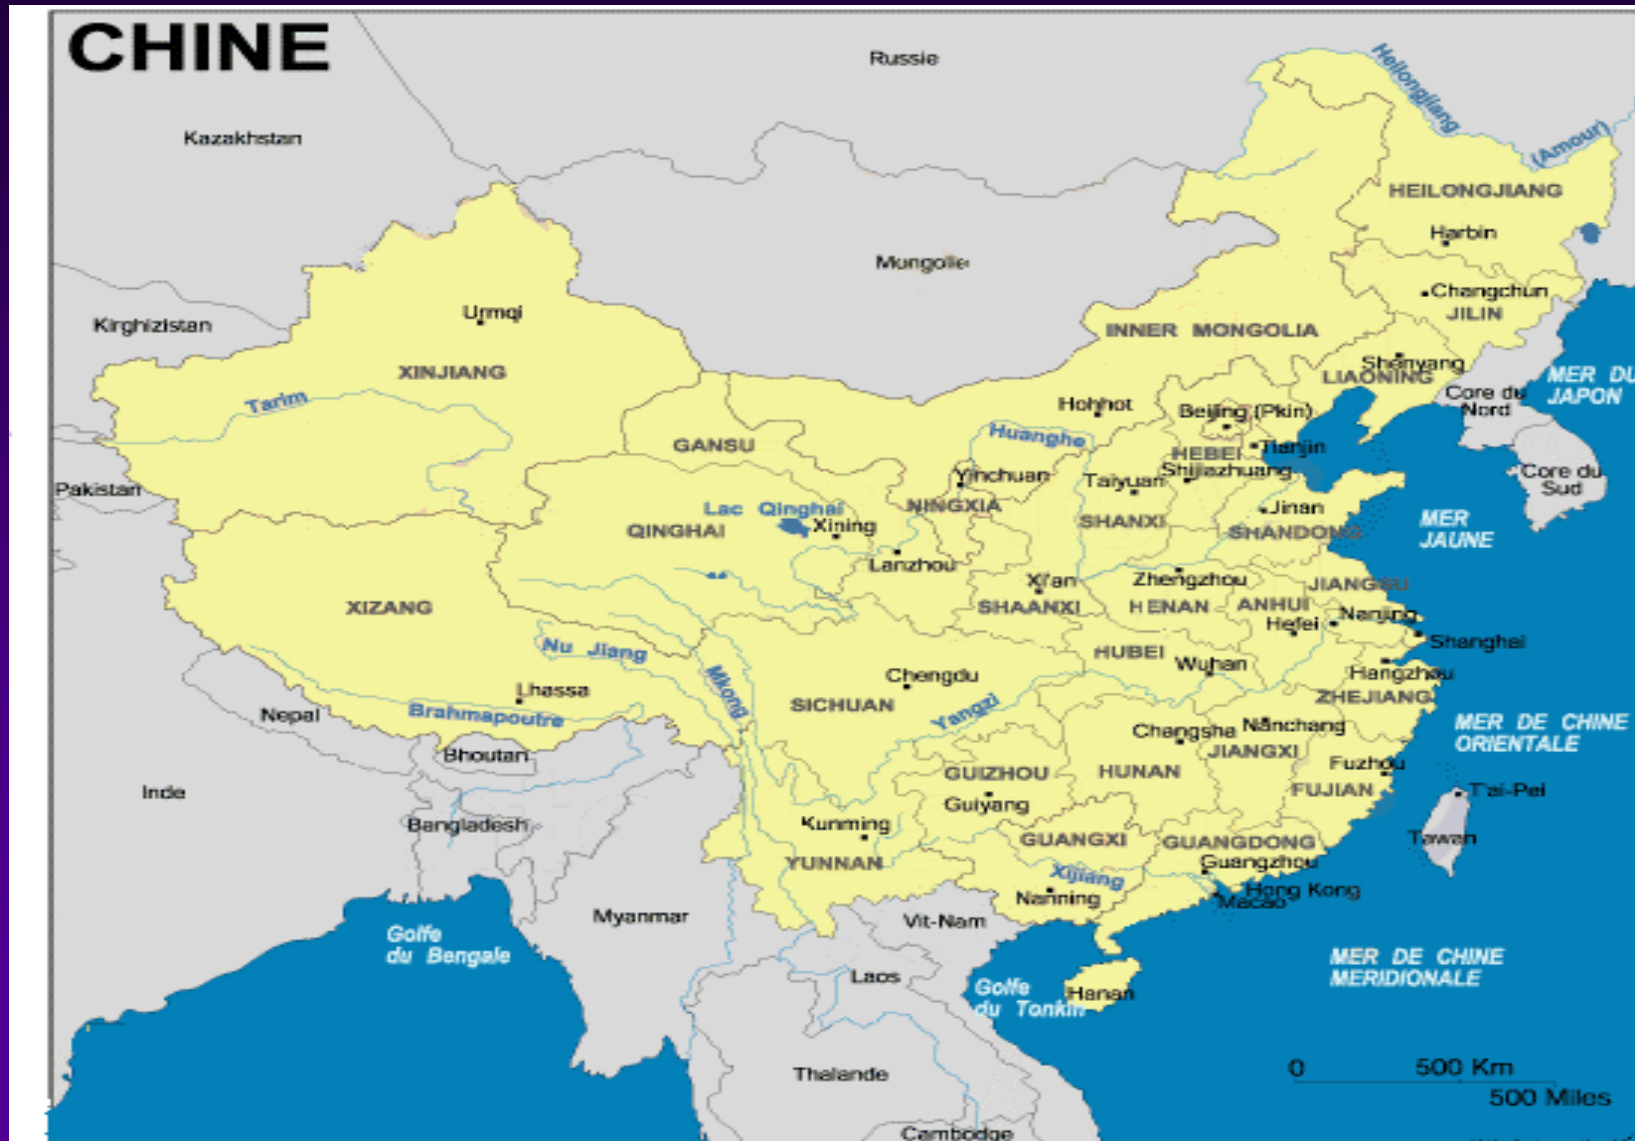 CHINE
Russie
Heilongjiang
(Amour)
Kazakhstan
HEILONGJIANG
Harbin
Mongolie
Changchun
JILIN
Kirghizistan
Urmqi
INNER MONGOLIA
Shenyang
LIAONING
XINJIANG
Tarim
MER DU
JAPON
Core du
Nord
Hohhot
Beijing (Pkin)
Huanghe
GANSU
HEBEI
Tianjin
Pakistan
Yinchuan
Taiyuan
Shijiazhuang
Core du
Sud
Lac Qinghai
NINGXIA
QINGHAI
Xining
SHANXI
Jinan
SHANDONG
MER
JAUNE
Lanzhou
Xi'an
Zhengzhou
JIANGSU
XIZANG
SHAANXI
HENAN
ANHUI
Nanjing
Hefei
Shanghai
Nu Jiang
HUBEI
Wuhan
Hangzhou
Mkong
Chengdu
Lhassa
SICHUAN
ZHEJIANG
Nepal
Brahmapoutre
Yangzi
Changsha
Nanchang
MER DE CHINE
ORIENTALE
Bhoutan
JIANGXI
GUIZHOU
HUNAN
Fuzhou
Inde
Guiyang
FUJIAN
T'ai-Pei
Bangladesh
Kunming
GUANGXI
GUANGDONG
Tawan
YUNNAN
Guangzhou
Xijiang
Nanning
Hong Kong
Macao
Myanmar
Vit-Nam
Golfe
du Bengale
MER DE CHINE
MERIDIONALE
Laos
Golfe
du Tonkin
Hanan
Thalande
0 500 Km
500 Miles
Cambodge